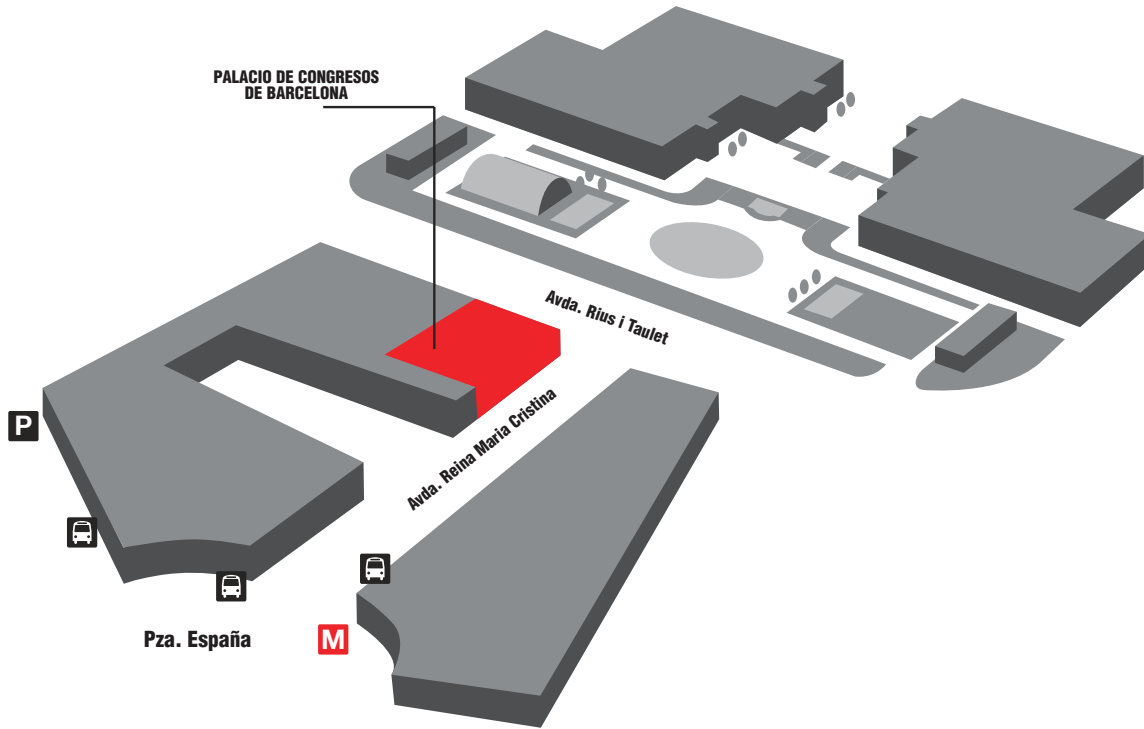 PALACIO DE CONGRESOS
DE BARCELONA
Avda. Rius i Taulet
Avda. Reina Maria Cristina
P
Pza. España
M